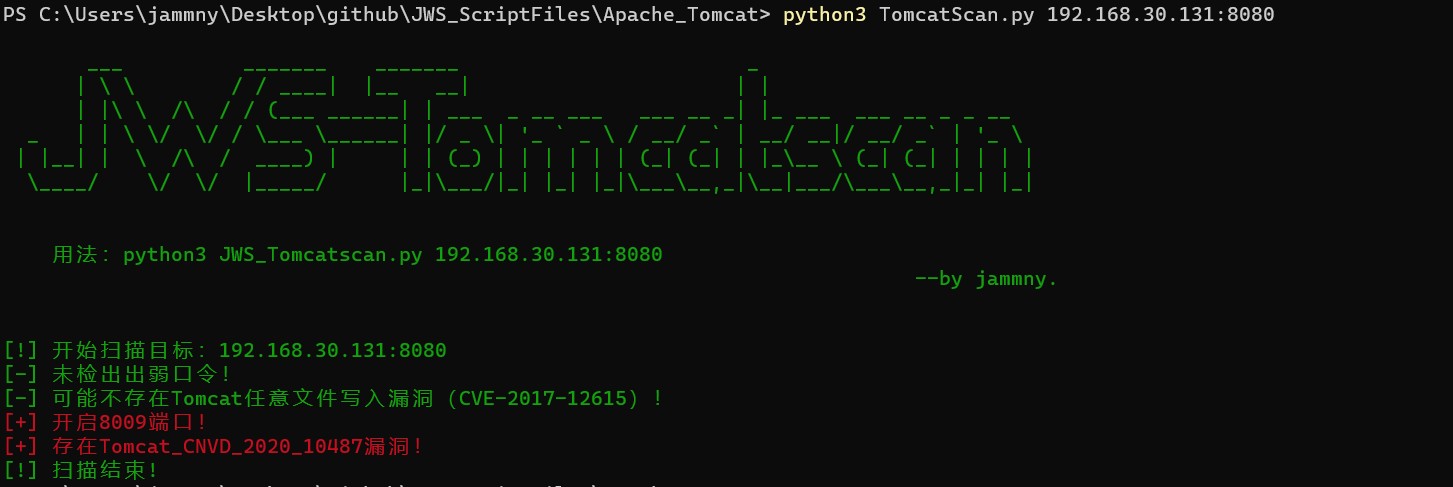 PS C:\Users\jammny\Desktop\github\JWS_ScriptFiles\Apache_Tomcat> python3 TomcatScan.py 192.168.30.131:8080
JWS-Tomcatscan
用法：python3 JWS_Tomcatscan.py 192.168.30.131:8080
--by jammny.
[!] 开始扫描目标：192.168.30.131:8080
[-] 未检出出弱口令！
[-] 可能不存在Tomcat任意文件写入漏洞（CVE-2017-12615）！
[+] 开启8009端口！
[+] 存在Tomcat_CNVD_2020_10487漏洞！
[!] 扫描结束！